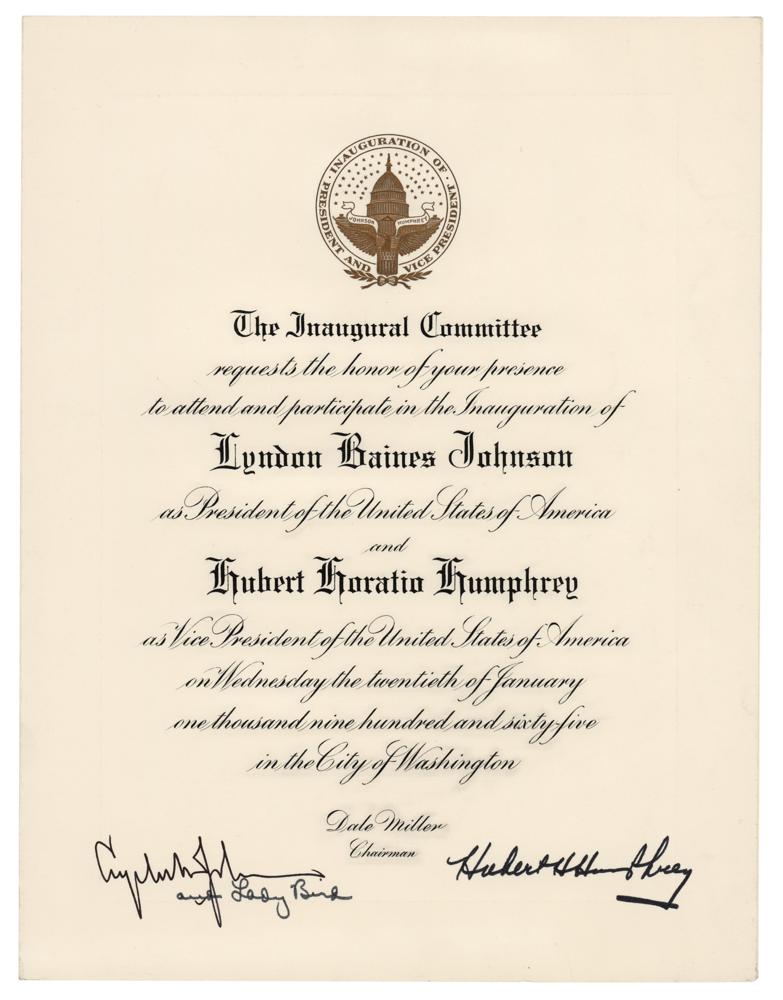 · INAUGURATION OF · PRESIDENT AND VICE PRESIDENT
JOHNSON HUMPHREY
The Inaugural Committee
requests the honor of your presence
to attend and participate in the Inauguration of
Lyndon Baines Johnson
as President of the United States of America
and
Hubert Horatio Humphrey
as Vice President of the United States of America
on Wednesday the twentieth of January
one thousand nine hundred and sixty-five
in the City of Washington
Dale Miller
Chairman
Lyndon B. Johnson
and Lady Bird
Hubert H Humphrey